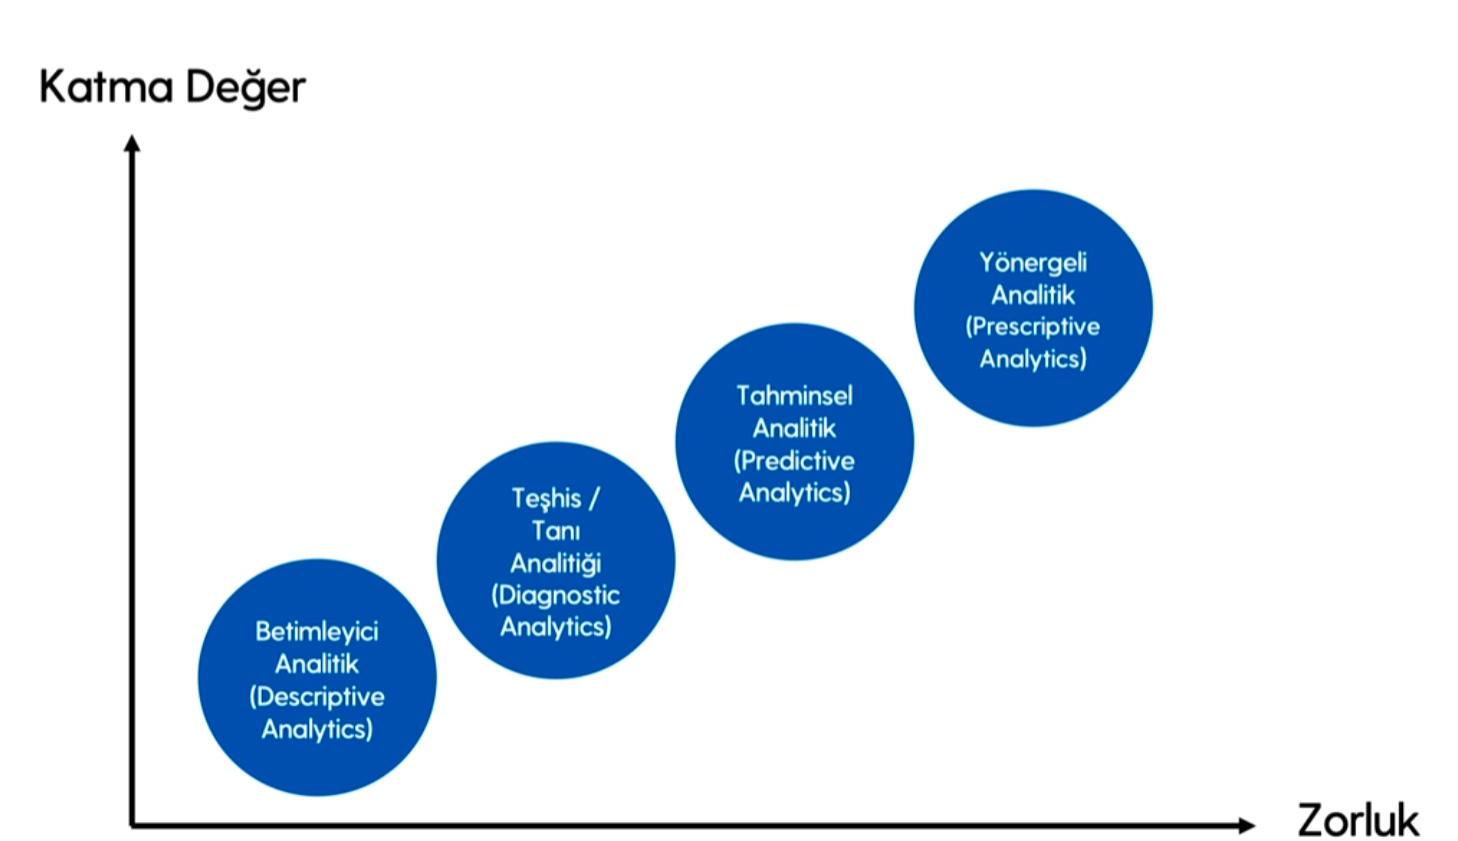 Katma Değer
Yönergeli
Analitik
(Prescriptive
Analytics)
Tahminsel
Analitik
(Predictive
Analytics)
Teşhis /
Tanı
Analitiği
(Diagnostic
Analytics)
Betimleyici
Analitik
(Descriptive
Analytics)
Zorluk